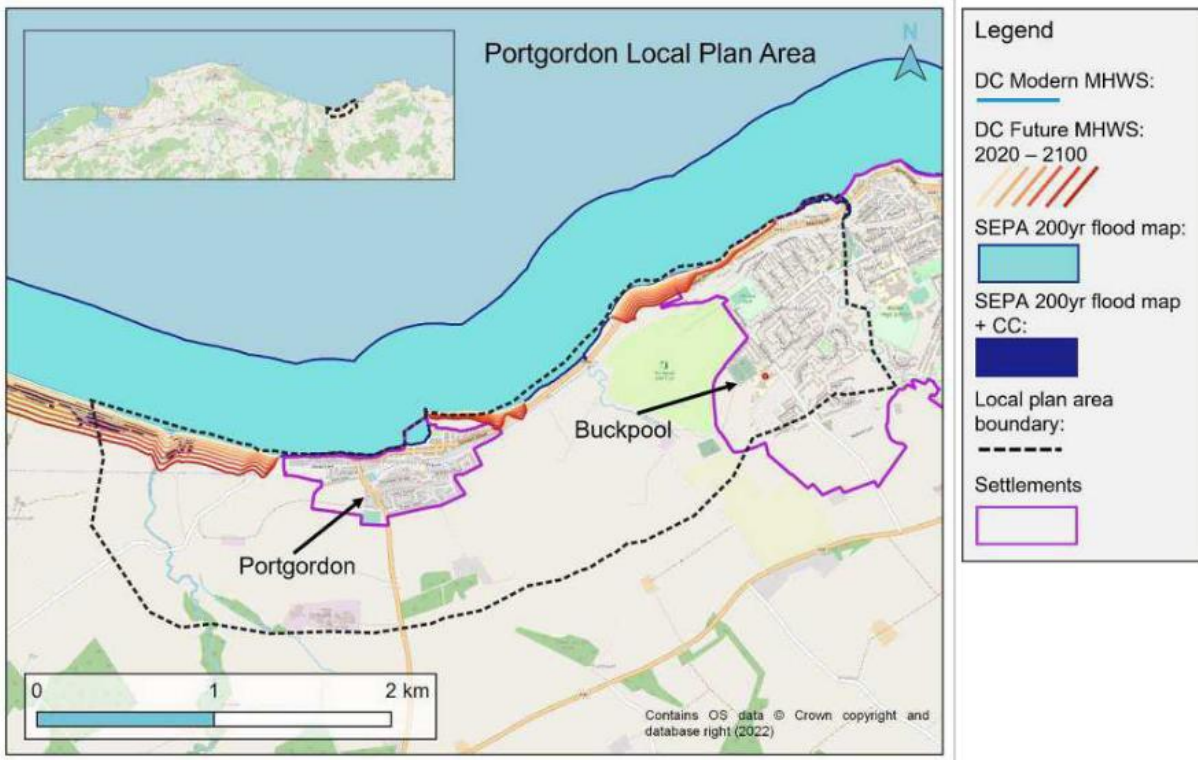 Portgordon Local Plan Area
N
Buckpool
Portgordon
0 1 2 km
Contains OS data © Crown copyright and
database right (2022)
Legend
DC Modern MHWS:
DC Future MHWS:
2020 – 2100
SEPA 200yr flood map:
SEPA 200yr flood map
+ CC:
Local plan area
boundary:
Settlements